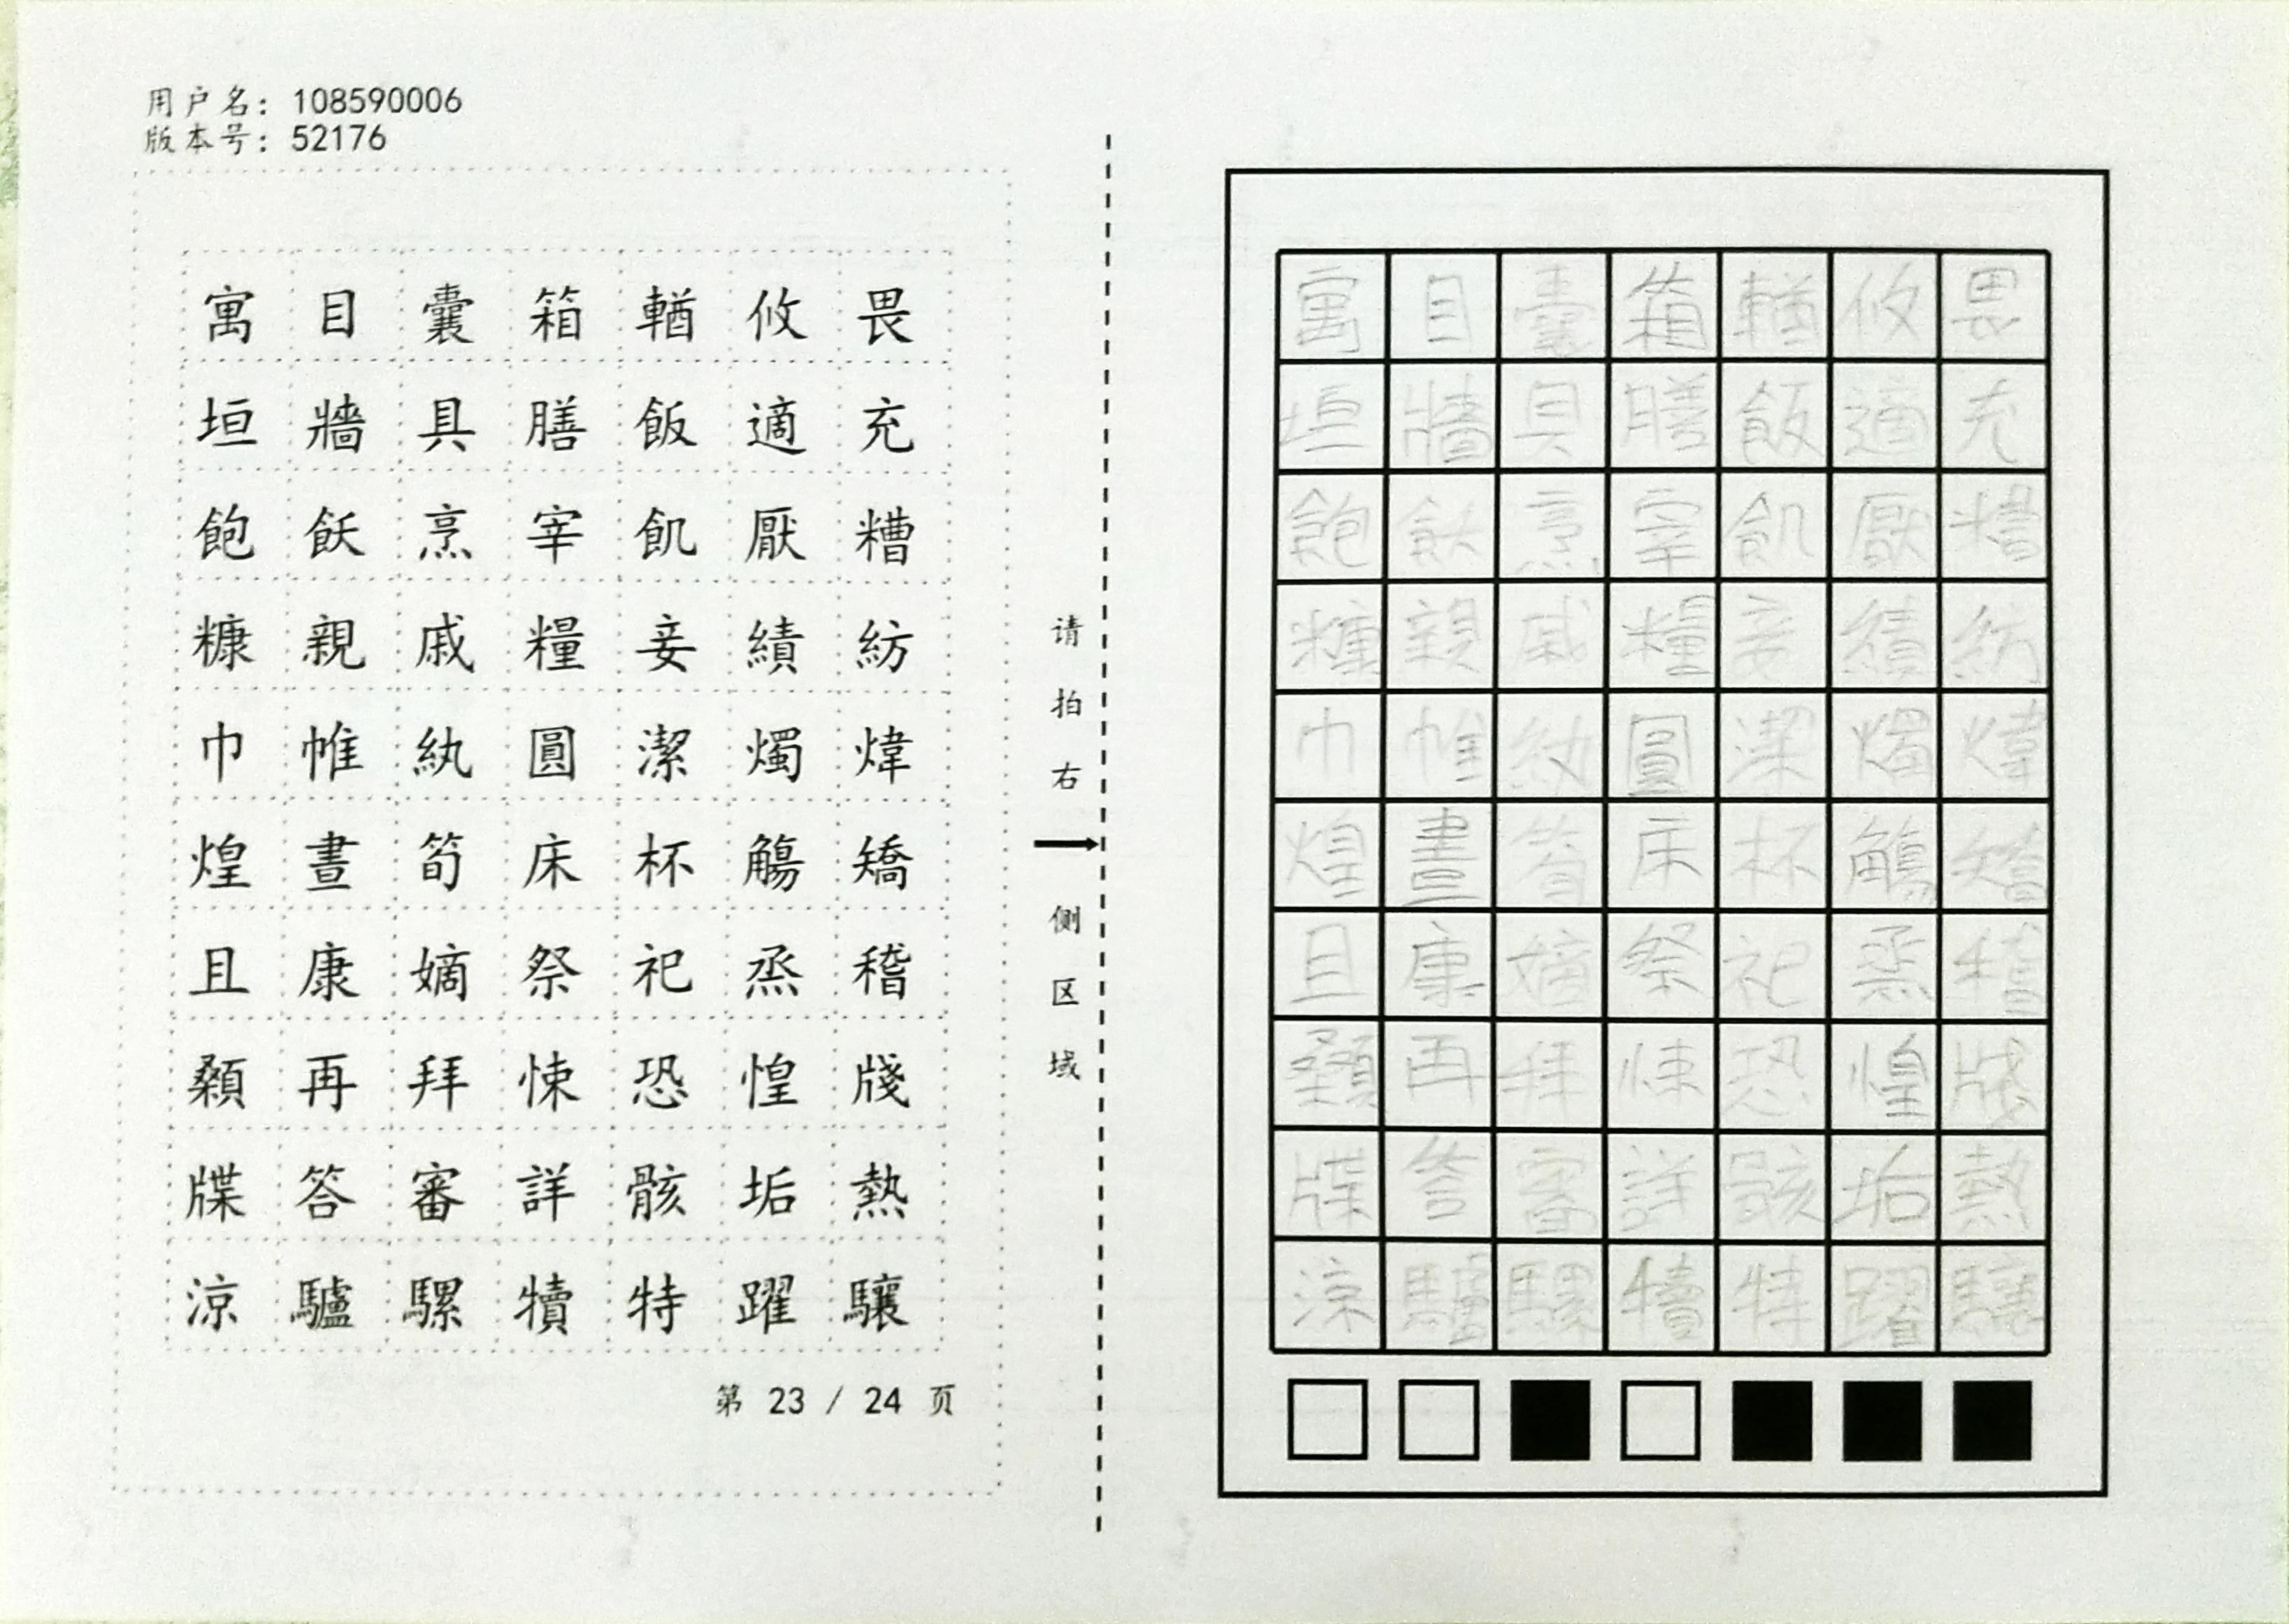 用户名: 108590006
版本号: 52176
寓目囊箱輶攸畏
垣牆具膳飯適充
飽飫烹宰飢厭糟
糠親戚糧妾績紡
巾帷紈圓潔燭煒
煌晝筍床杯觴矯
且康嫡祭祀烝稽
顙再拜悚恐惶牋
牒答審詳骸垢熱
涼驢騾犢特躍驤
第 23 / 24 页
请拍右
侧区域
寓目囊箱輶攸畏
垣牆具膳飯適充
飽飫烹宰飢厭糟
糠親戚糧妾績紡
巾帷紈圓潔燭煒
煌晝筍床杯觴矯
且康嫡祭祀烝稽
顙再拜悚恐惶牋
牒答審詳骸垢熱
涼驢騾犢特躍驤